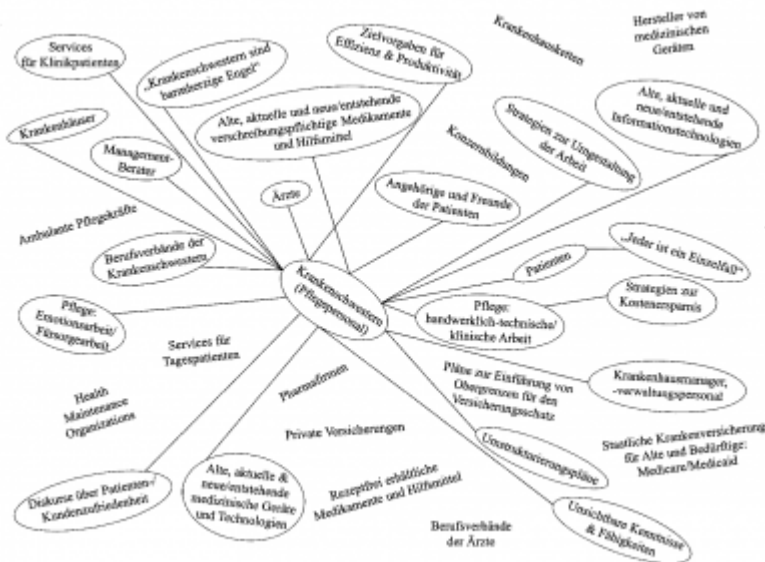 Services
für Klinikpatienten
„Krankenschwestern sind
barmherzige Engel“
Zielvorgaben für
Effizienz & Produktivität
Krankenhausketten
Hersteller von
medizinischen
Geräten
Krankenhäuser
Management-
Berater
Alte, aktuelle und neue/entstehende
verschreibungspflichtige Medikamente
und Hilfsmittel
Konzernbildungen
Strategien zur Umgestaltung
der Arbeit
Alte, aktuelle und
neue/entstehende
Informationstechnologien
Ärzte
Angehörige und Freunde
der Patienten
Ambulante Pflegekräfte
Berufsverbände der
Krankenschwestern
Krankenschwestern
(Pflegepersonal)
Patienten
„Jeder ist ein Einzelfall“
Strategien zur
Kostenersparnis
Pflege:
Emotionsarbeit/
Fürsorgearbeit
Services für
Tagespatienten
Pflege:
handwerklich-technische/
klinische Arbeit
Health
Maintenance
Organizations
Pharmafirmen
Pläne zur Einführung von
Obergrenzen für den
Versicherungsschutz
Krankenhausmanager,
-verwaltungspersonal
Private Versicherungen
Umstrukturierungspläne
Staatliche Krankenversicherung
für Alte und Bedürftige:
Medicare/Medicaid
Diskurse über Patienten-/
Kundenzufriedenheit
Alte, aktuelle &
neue/entstehende
medizinische Geräte
und Technologien
Rezeptfrei erhältliche
Medikamente und Hilfsmittel
Berufsverbände
der Ärzte
Unsichtbare Kenntnisse
& Fähigkeiten